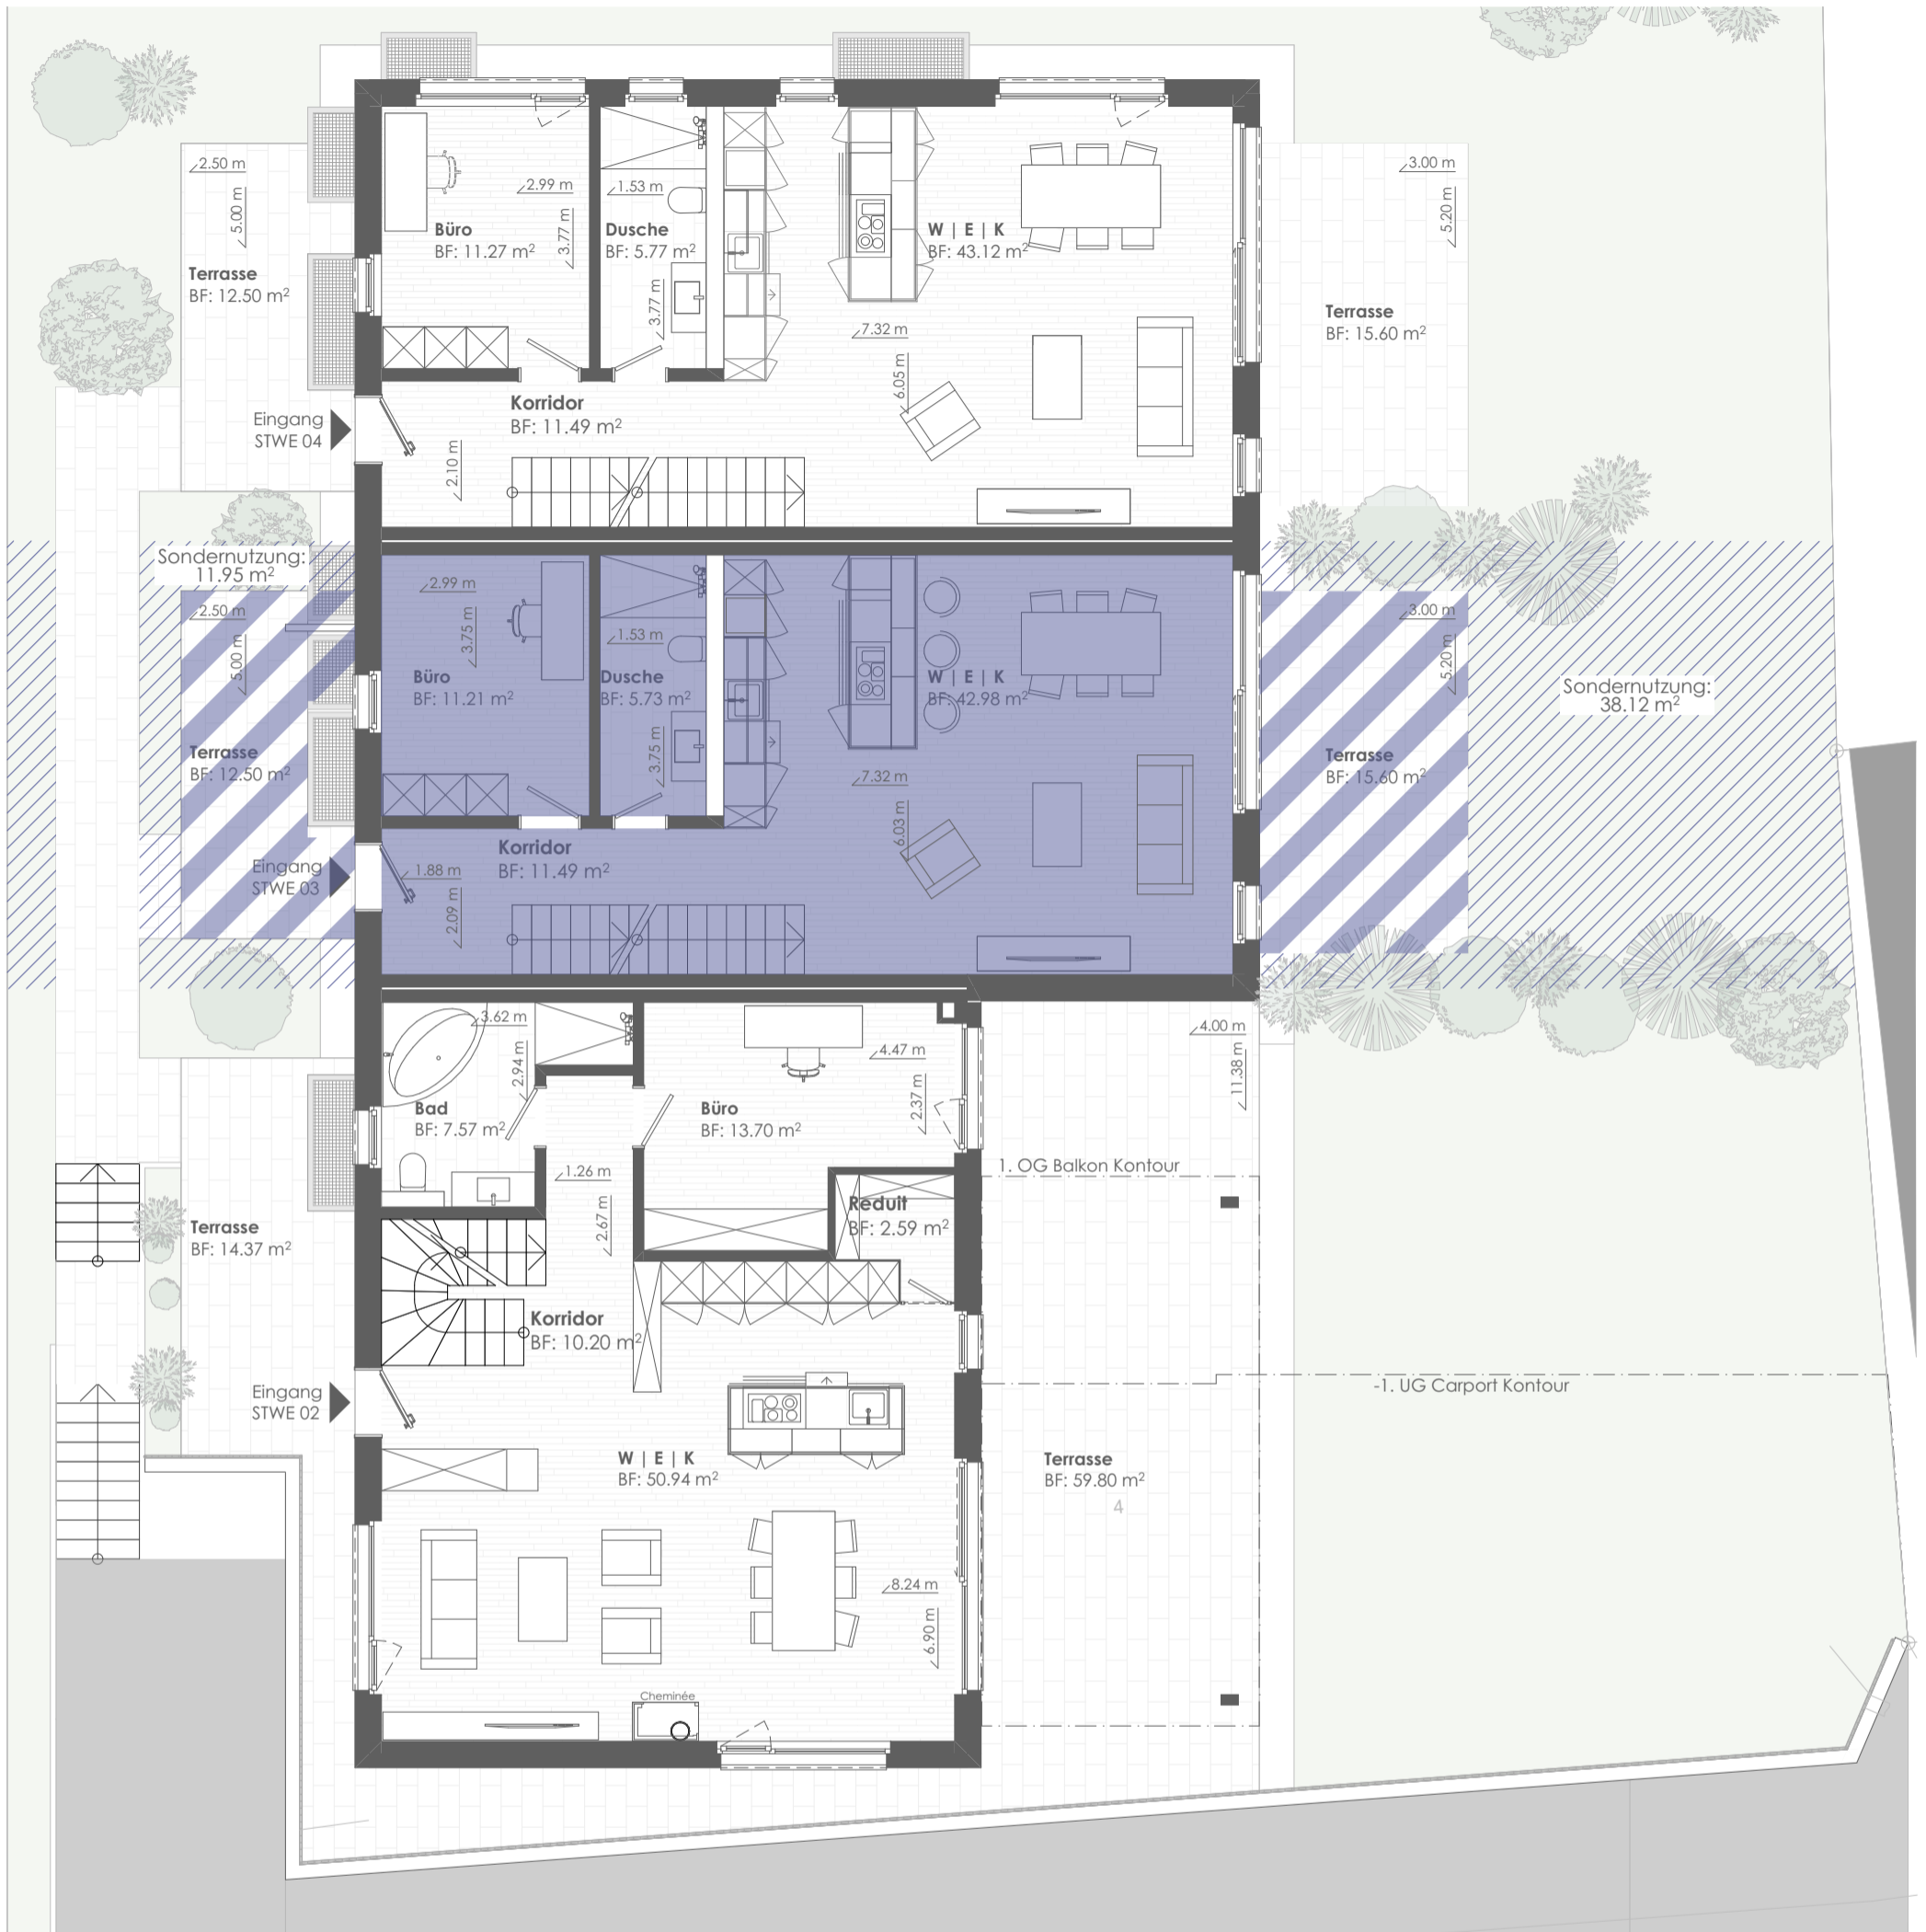 2.50 m
5.00 m
Terrasse
BF: 12.50 m²
2.99 m
3.77 m
Büro
BF: 11.27 m²
1.53 m
Dusche
BF: 5.77 m²
3.77 m
W | E | K
BF: 43.12 m²
7.32 m
6.05 m
3.00 m
5.20 m
Terrasse
BF: 15.60 m²
Eingang
STWE 04
Korridor
BF: 11.49 m²
2.10 m
Sondernutzung:
11.95 m²
2.50 m
5.00 m
Terrasse
BF: 12.50 m²
2.99 m
3.75 m
Büro
BF: 11.21 m²
1.53 m
Dusche
BF: 5.73 m²
3.75 m
W | E | K
BF: 42.98 m²
7.32 m
6.03 m
3.00 m
5.20 m
Terrasse
BF: 15.60 m²
Sondernutzung:
38.12 m²
Eingang
STWE 03
Korridor
BF: 11.49 m²
1.88 m
2.09 m
3.62 m
2.94 m
Bad
BF: 7.57 m²
4.47 m
2.37 m
Büro
BF: 13.70 m²
4.00 m
11.38 m
1. OG Balkon Kontour
1.26 m
2.67 m
Reduit
BF: 2.59 m²
Terrasse
BF: 14.37 m²
Korridor
BF: 10.20 m²
Eingang
STWE 02
-1. UG Carport Kontour
W | E | K
BF: 50.94 m²
Terrasse
BF: 59.80 m²
4
8.24 m
6.90 m
Cheminée